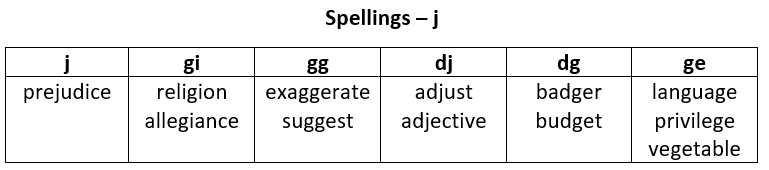 Spellings – j
j gi gg dj dg ge
prejudice religion exaggerate adjust badger language
allegiance suggest adjective budget privilege
vegetable